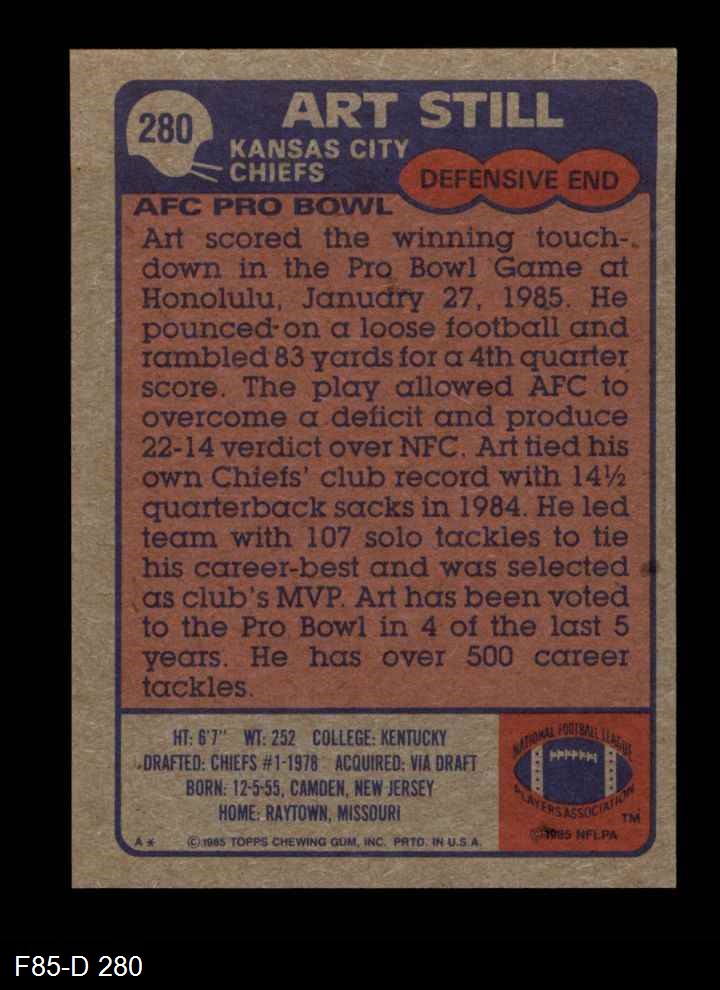 280
ART STILL
KANSAS CITY
CHIEFS
DEFENSIVE END
AFC PRO BOWL
Art scored the winning touch-
down in the Pro Bowl Game at
Honolulu, January 27, 1985. He
pounced on a loose football and
rambled 83 yards for a 4th quarter
score. The play allowed AFC to
overcome a deficit and produce
22-14 verdict over NFC. Art tied his
own Chiefs' club record with 14½
quarterback sacks in 1984. He led
team with 107 solo tackles to tie
his career-best and was selected
as club's MVP. Art has been voted
to the Pro Bowl in 4 of the last 5
years. He has over 500 career
tackles.
HT: 6'7" WT: 252 COLLEGE: KENTUCKY
DRAFTED: CHIEFS #1-1978 ACQUIRED: VIA DRAFT
BORN: 12-5-55, CAMDEN, NEW JERSEY
HOME: RAYTOWN, MISSOURI
A* ©1985 TOPPS CHEWING GUM, INC. PRTD. IN U.S.A.
NATIONAL FOOTBALL LEAGUE
PLAYERS ASSOCIATION
TM
©1985 NFLPA
F85-D 280